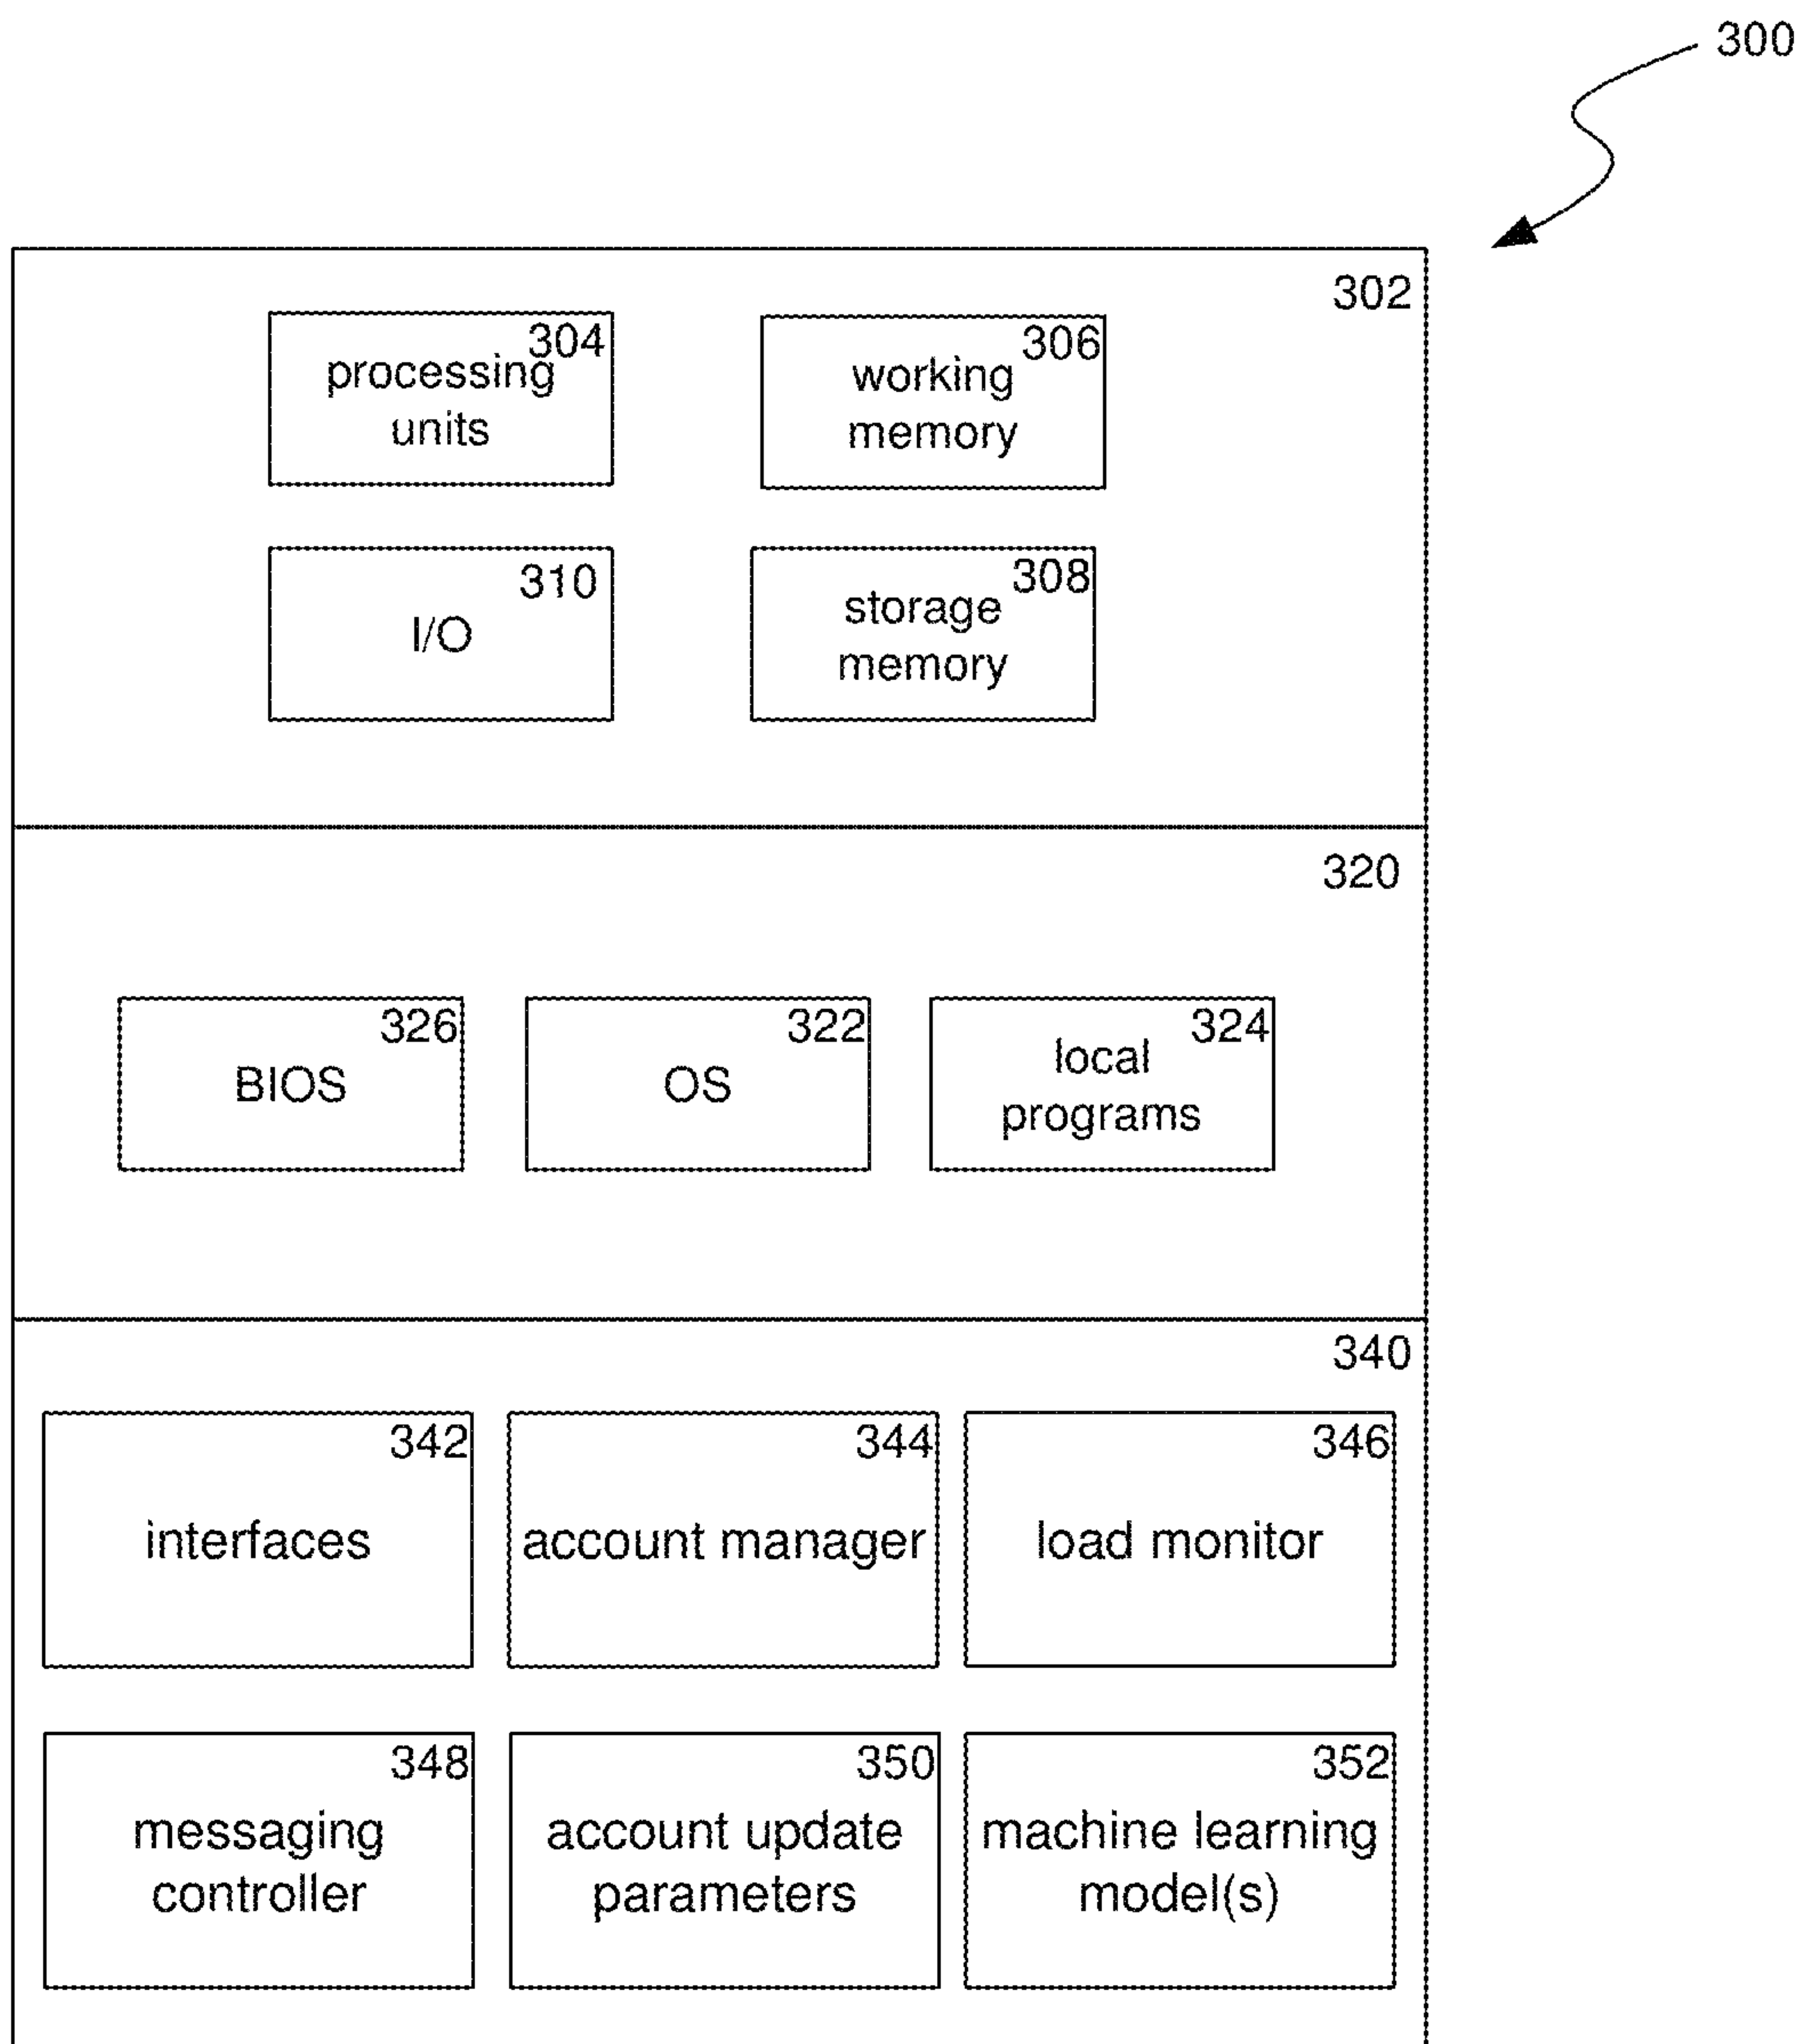 300
302
304
processing
units
306
working
memory
310
I/O
308
storage
memory
320
326
BIOS
322
OS
324
local
programs
340
342
interfaces
344
account manager
346
load monitor
348
messaging
controller
350
account update
parameters
352
machine learning
model(s)